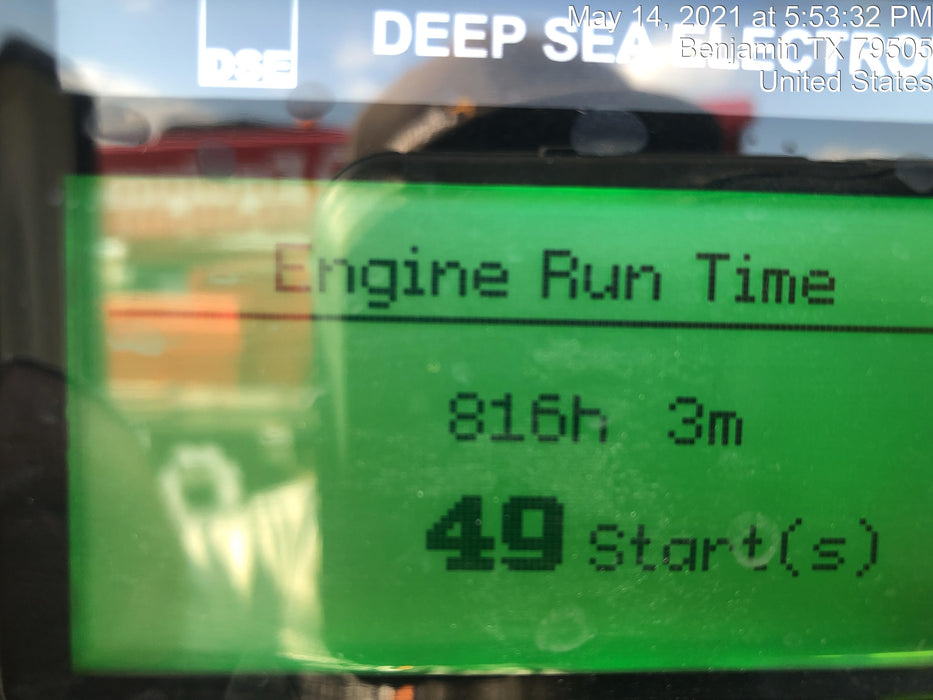 May 14, 2021 at 5:53:32 PM
Benjamin TX 79505
United States
DSE
DEEP SEA ELECTRO
Engine Run Time
816h 3m
49 Start(s)